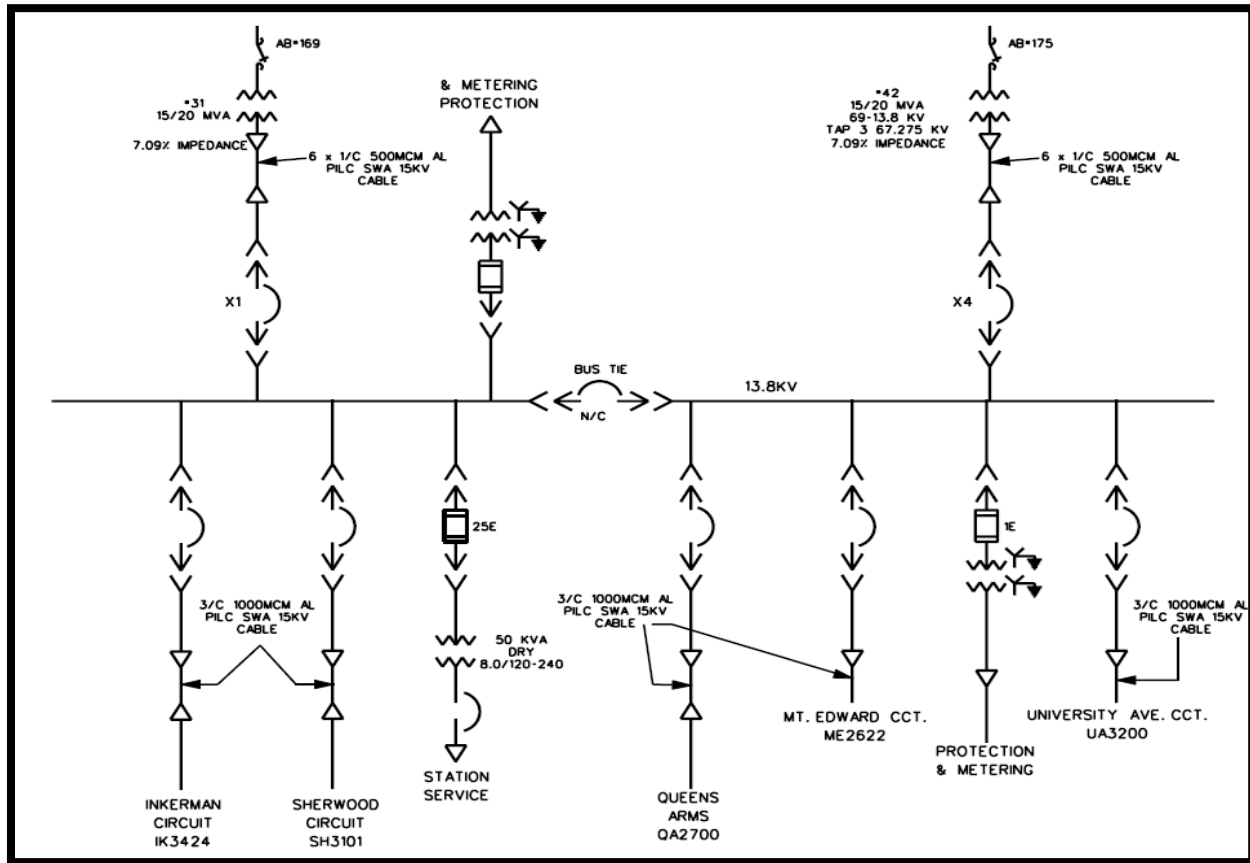 AB*169
*31
15/20 MVA
7.09% IMPEDANCE
6 x 1/C 500MCM AL
PILC SWA 15KV
CABLE
X1
& METERING
PROTECTION
AB*175
*42
15/20 MVA
69-13.8 KV
TAP 3 67.275 KV
7.09% IMPEDANCE
6 x 1/C 500MCM AL
PILC SWA 15KV
CABLE
X4
BUS TIE
N/C
13.8KV
25E
1E
3/C 1000MCM AL
PILC SWA 15KV
CABLE
50 KVA
DRY
8.0/120-240
3/C 1000MCM AL
PILC SWA 15KV
CABLE
3/C 1000MCM AL
PILC SWA 15KV
CABLE
INKERMAN
CIRCUIT
IK3424
SHERWOOD
CIRCUIT
SH3101
STATION
SERVICE
QUEENS
ARMS
QA2700
MT. EDWARD CCT.
ME2622
PROTECTION
& METERING
UNIVERSITY AVE. CCT.
UA3200